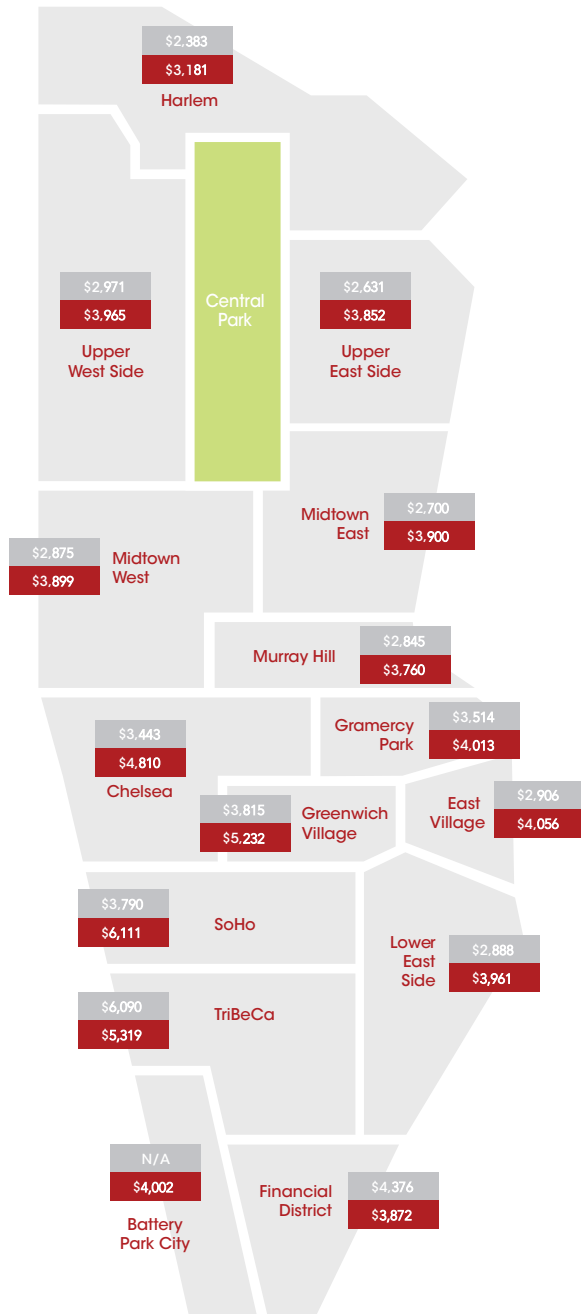 $2,383
$3,181
Harlem
$2,971
$3,965
Upper
West Side
Central
Park
$2,631
$3,852
Upper
East Side
Midtown
East
$2,700
$3,900
$2,875
$3,899
Midtown
West
Murray Hill
$2,845
$3,760
$3,443
$4,810
Chelsea
Gramercy
Park
$3,514
$4,013
$3,815
$5,232
Greenwich
Village
East
Village
$2,906
$4,056
$3,790
$6,111
SoHo
Lower
East
Side
$2,888
$3,961
$6,090
$5,319
TriBeCa
N/A
$4,002
Battery
Park City
Financial
District
$4,376
$3,872